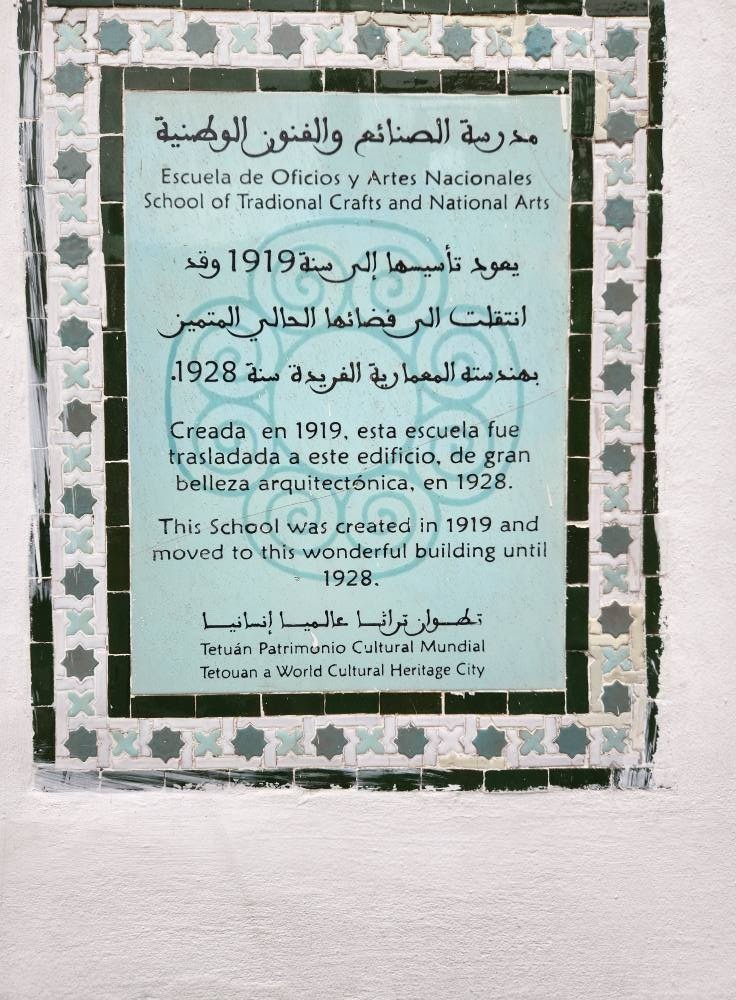 مدرسة الصنائع والفنون الوطنية
Escuela de Oficios y Artes Nacionales
School of Tradional Crafts and National Arts
يعود تأسيسها إلى سنة 1919 وقد
انتقلت الى فضائها الحالي المتميز
بهندسته المعمارية الفريدة سنة 1928.
Creada en 1919, esta escuela fue
trasladada a este edificio, de gran
belleza arquitectónica, en 1928.
This School was created in 1919 and
moved to this wonderful building until
1928.
تطوان تراثا عالميا إنسانيا
Tetuán Patrimonio Cultural Mundial
Tetouan a World Cultural Heritage City